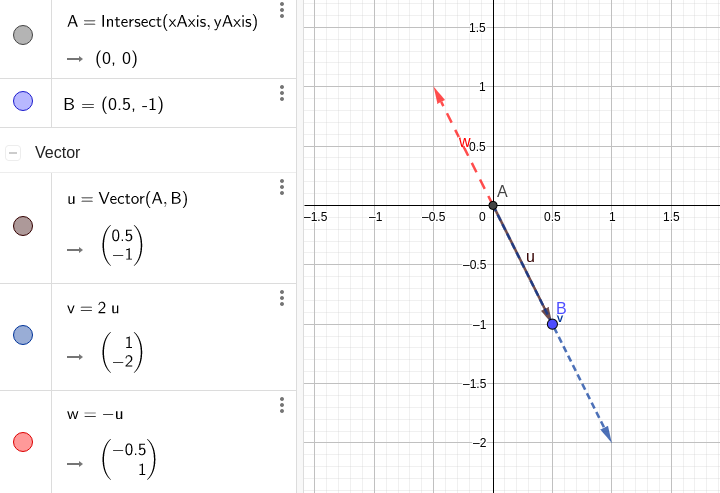 A = Intersect(xAxis, yAxis)
→ (0, 0)
B = (0.5, -1)
Vector
u = Vector(A, B)
→ (0.5
−1)
v = 2 u
→ (1
−2)
w = −u
→ (−0.5
1)
1.5
1
w
0.5
A
−1.5 −1 −0.5 0 0.5 1 1.5
u
−0.5
B
v
−1
−1.5
−2